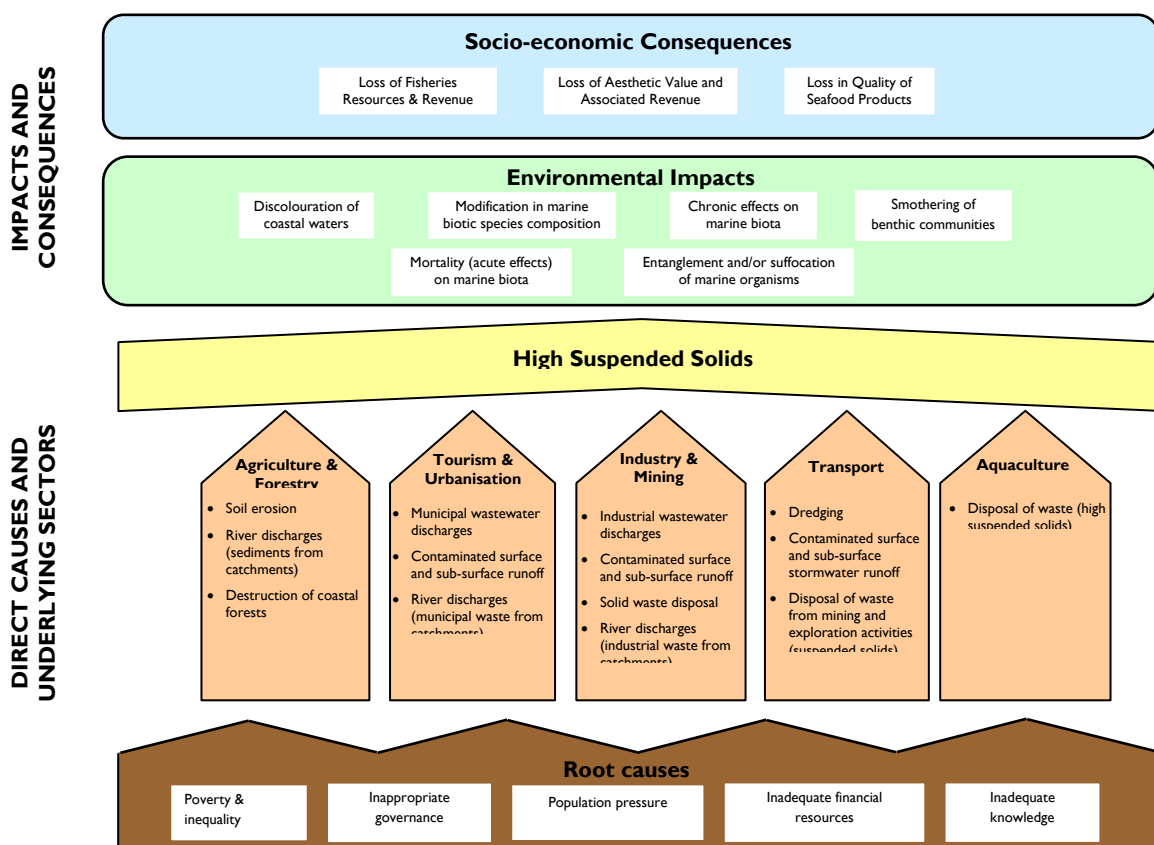 IMPACTS AND
CONSEQUENCES
Socio-economic Consequences
Loss of Fisheries
Resources & Revenue
Loss of Aesthetic Value and
Associated Revenue
Loss in Quality of
Seafood Products
Environmental Impacts
Discolouration of
coastal waters
Modification in marine
biotic species composition
Chronic effects on
marine biota
Smothering of
benthic communities
Mortality (acute effects)
on marine biota
Entanglement and/or suffocation
of marine organisms
High Suspended Solids
DIRECT CAUSES AND
UNDERLYING SECTORS
Agriculture &
Forestry
• Soil erosion
• River discharges
(sediments from
catchments)
• Destruction of coastal
forests
Tourism &
Urbanisation
• Municipal wastewater
discharges
• Contaminated surface
and sub-surface runoff
• River discharges
(municipal waste from
catchments)
Industry &
Mining
• Industrial wastewater
discharges
• Contaminated surface
and sub-surface runoff
• Solid waste disposal
• River discharges
(industrial waste from
catchments)
Transport
• Dredging
• Contaminated surface
and sub-surface
stormwater runoff
• Disposal of waste
from mining and
exploration activities
(suspended solids)
Aquaculture
• Disposal of waste (high
suspended solids)
Root causes
Poverty &
inequality
Inappropriate
governance
Population pressure
Inadequate financial
resources
Inadequate
knowledge